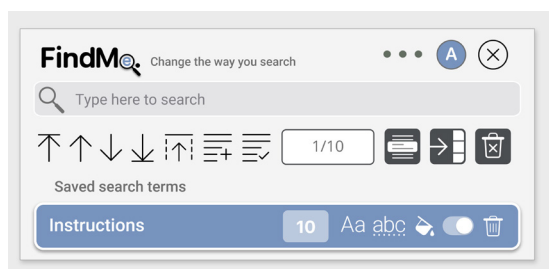 FindMe. Change the way you search
A
Type here to search
1/10
Saved search terms
Instructions 10 Aa abc